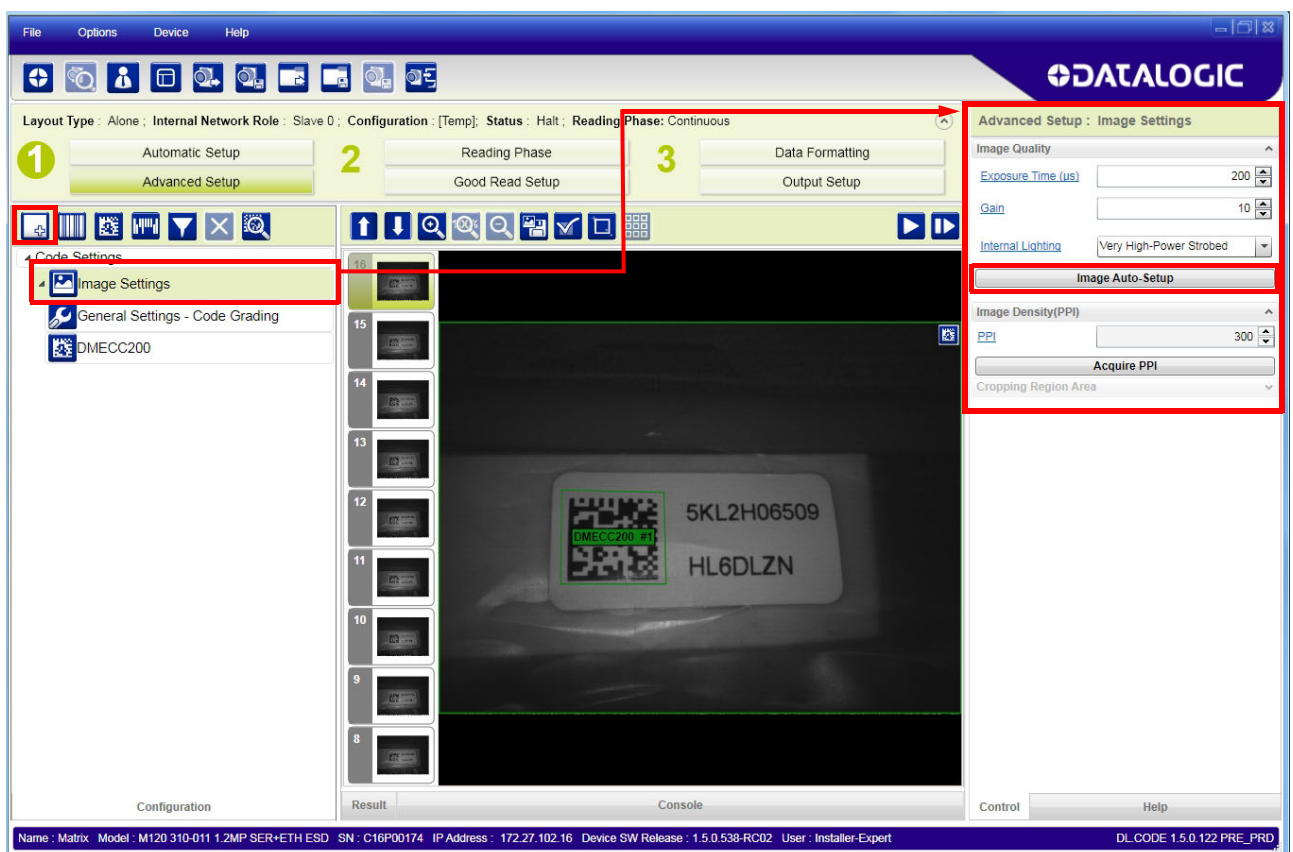 File Options Device Help
DATALOGIC
Layout Type : Alone ; Internal Network Role : Slave 0 ; Configuration : [Temp]; Status : Halt ; Reading Phase: Continuous
1 Automatic Setup
Advanced Setup
2 Reading Phase
Good Read Setup
3 Data Formatting
Output Setup
Code Settings
Image Settings
General Settings - Code Grading
DMECC200
16
15
14
13
12
11
10
9
8
5KL2H06509
DMECC200 #1
HL6DLZN
Advanced Setup : Image Settings
Image Quality
Exposure Time (µs) 200
Gain 10
Internal Lighting Very High-Power Strobed
Image Auto-Setup
Image Density(PPI)
PPI 300
Acquire PPI
Cropping Region Area
Configuration
Result Console
Control Help
Name : Matrix Model : M120 310-011 1.2MP SER+ETH ESD SN : C16P00174 IP Address : 172.27.102.16 Device SW Release : 1.5.0.538-RC02 User : Installer-Expert DL.CODE 1.5.0.122 PRE_PRD